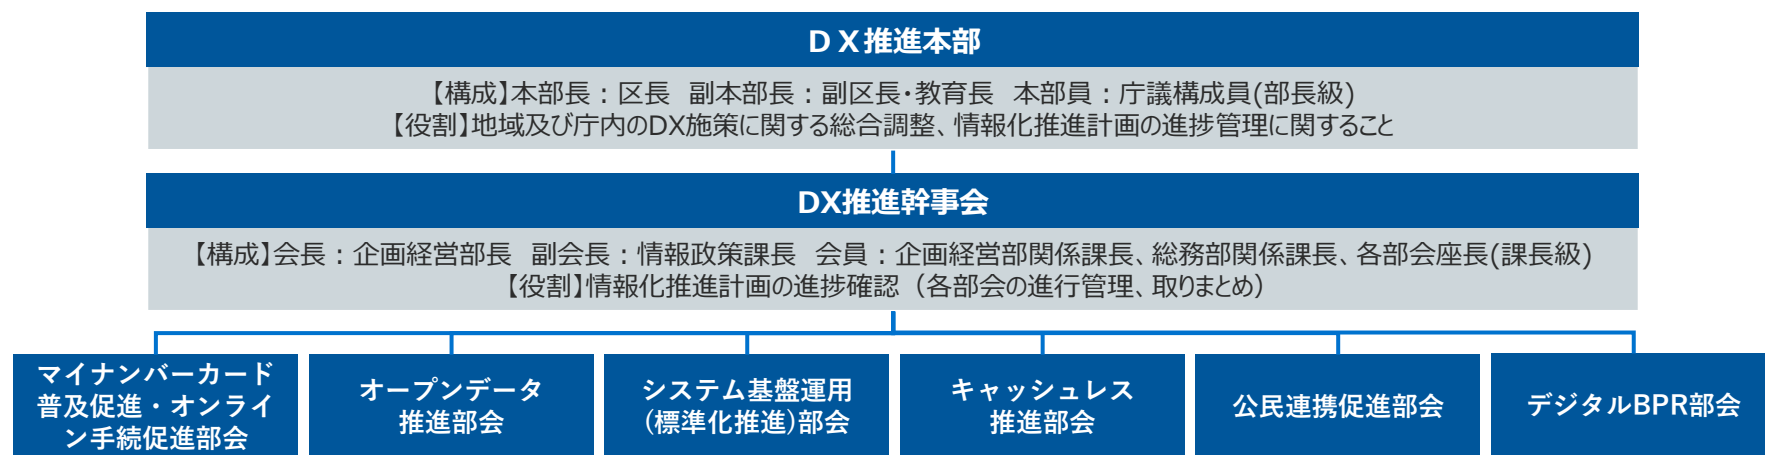 ＤＸ推進本部
【構成】本部長：区長　副本部長：副区長・教育長　本部員：庁議構成員(部長級)
【役割】地域及び庁内のDX施策に関する総合調整、情報化推進計画の進捗管理に関すること
DX推進幹事会
【構成】会長：企画経営部長　副会長：情報政策課長　会員：企画経営部関係課長、総務部関係課長、各部会座長(課長級)
【役割】情報化推進計画の進捗確認（各部会の進行管理、取りまとめ）
マイナンバーカード
普及促進・オンライ
ン手続促進部会
オープンデータ
推進部会
システム基盤運用
(標準化推進)部会
キャッシュレス
推進部会
公民連携促進部会
デジタルBPR部会